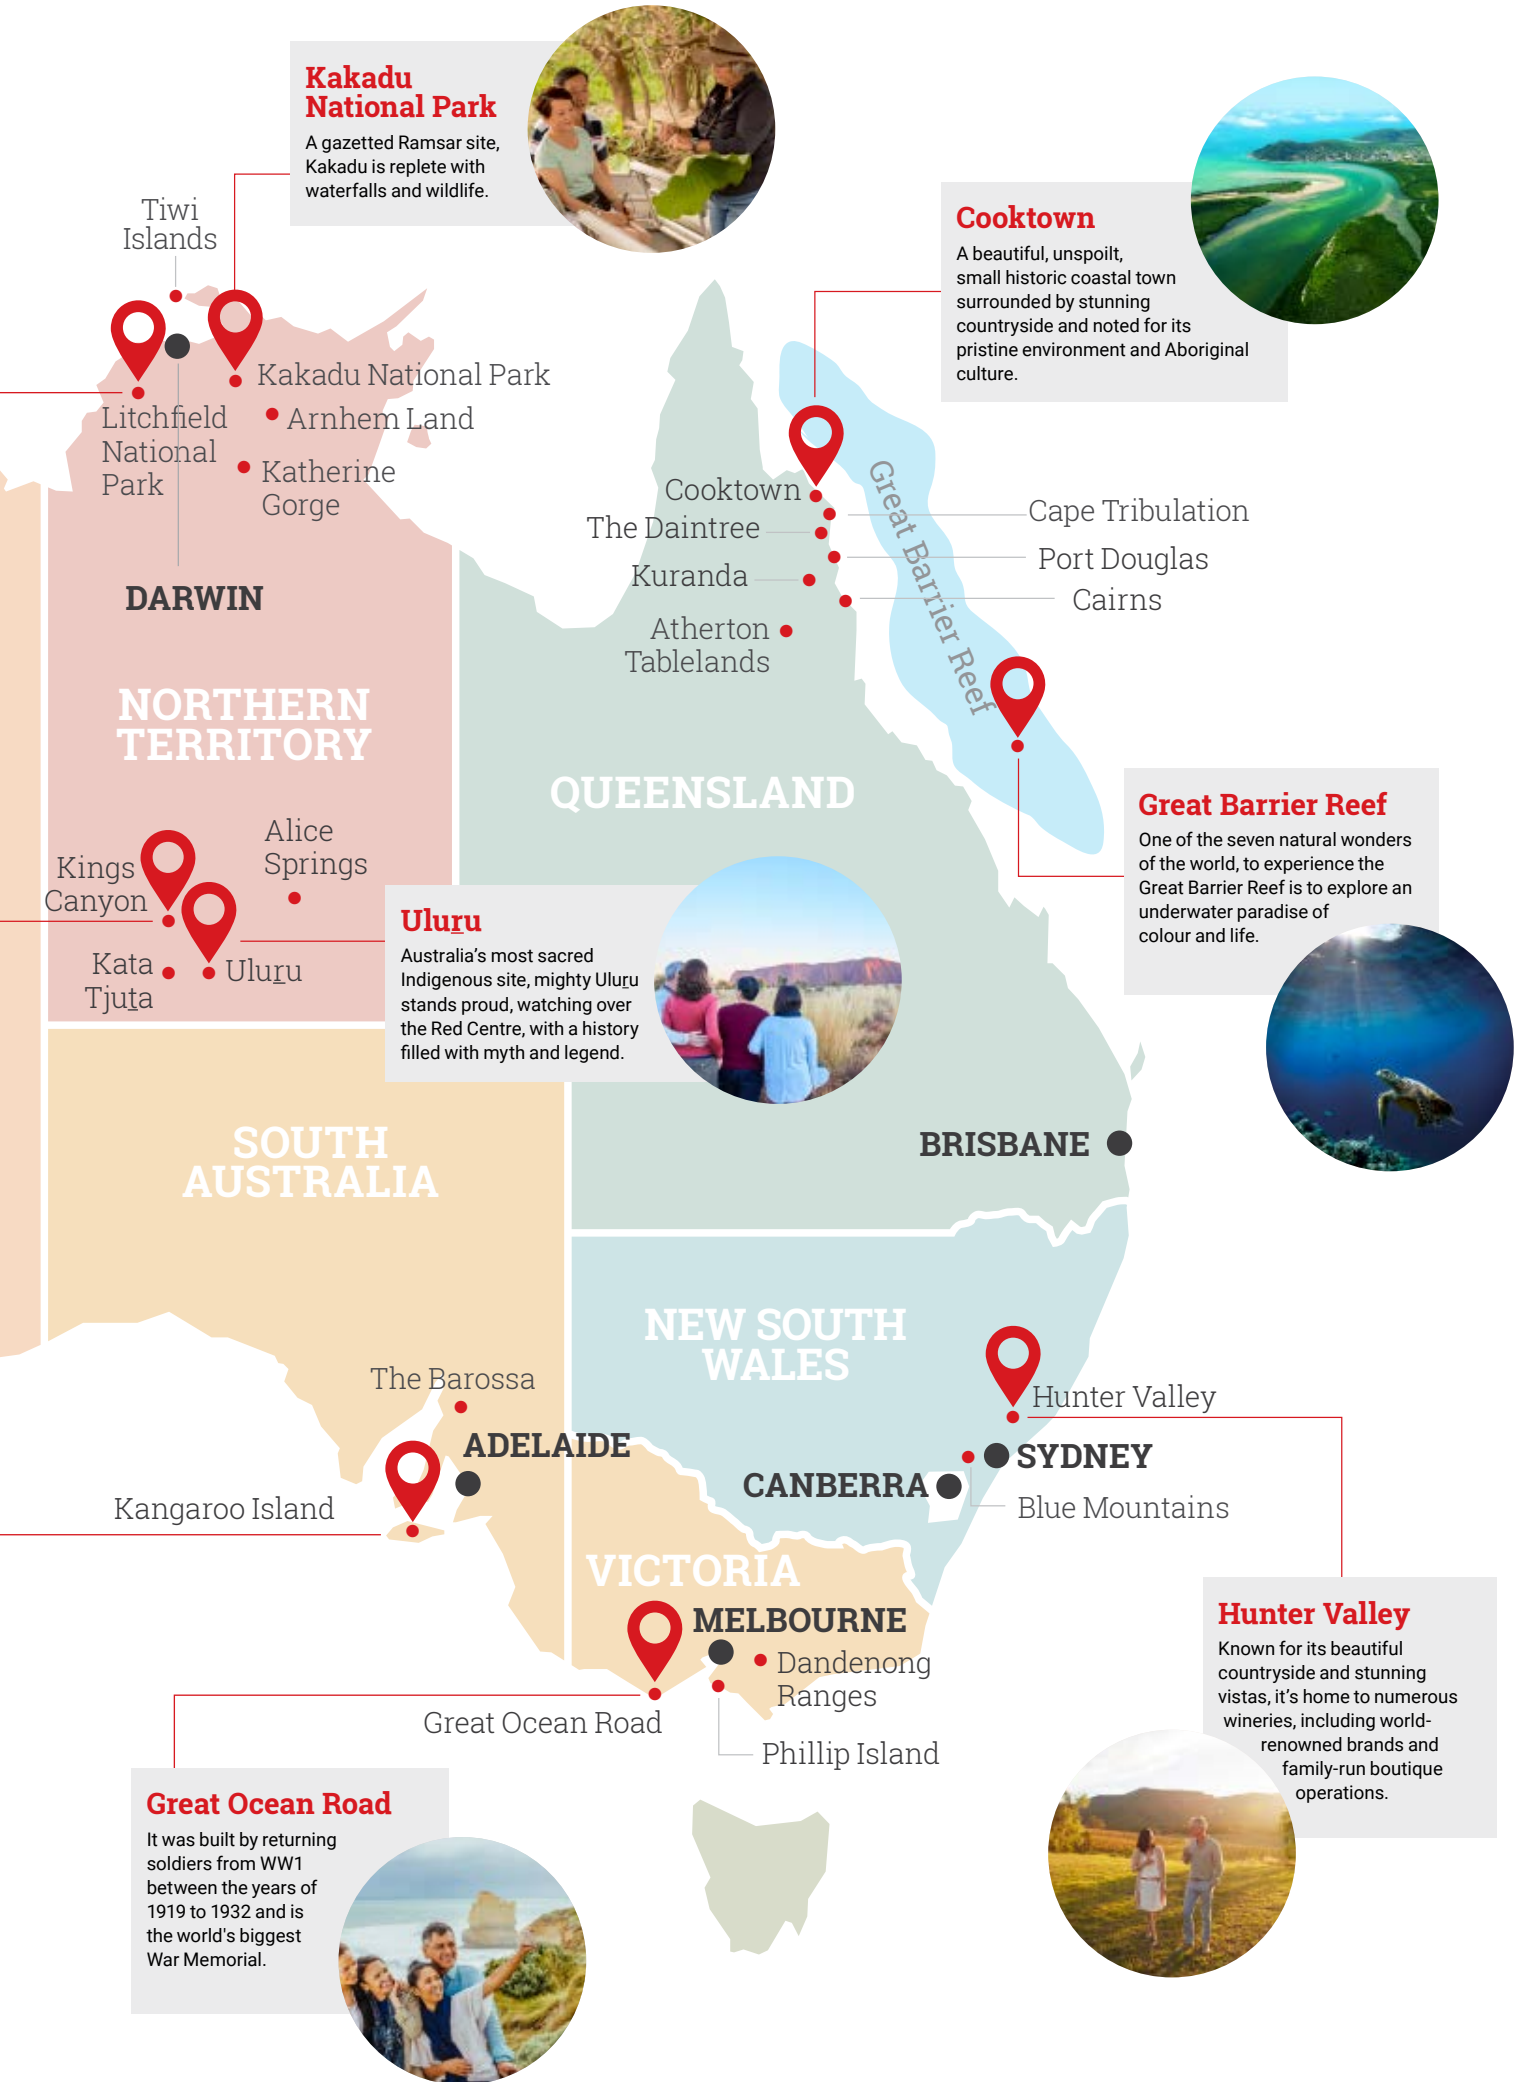 Kakadu
National Park
A gazetted Ramsar site,
Kakadu is replete with
waterfalls and wildlife.
Cooktown
A beautiful, unspoilt,
small historic coastal town
surrounded by stunning
countryside and noted for its
pristine environment and Aboriginal
culture.
Tiwi
Islands
Kakadu National Park
Litchfield
National
Park
Arnhem Land
Katherine
Gorge
DARWIN
NORTHERN
TERRITORY
Cooktown
The Daintree
Kuranda
Atherton
Tablelands
Great Barrier Reef
Cape Tribulation
Port Douglas
Cairns
QUEENSLAND
Great Barrier Reef
One of the seven natural wonders
of the world, to experience the
Great Barrier Reef is to explore an
underwater paradise of
colour and life.
Alice
Springs
Kings
Canyon
Kata
Tjuṯa
Uluṟu
Uluṟu
Australia’s most sacred
Indigenous site, mighty Uluṟu
stands proud, watching over
the Red Centre, with a history
filled with myth and legend.
SOUTH
AUSTRALIA
BRISBANE
NEW SOUTH
WALES
The Barossa
ADELAIDE
Kangaroo Island
Hunter Valley
SYDNEY
CANBERRA
Blue Mountains
VICTORIA
MELBOURNE
Dandenong
Ranges
Great Ocean Road
Phillip Island
Hunter Valley
Known for its beautiful
countryside and stunning
vistas, it’s home to numerous
wineries, including world-
renowned brands and
family-run boutique
operations.
Great Ocean Road
It was built by returning
soldiers from WW1
between the years of
1919 to 1932 and is
the world's biggest
War Memorial.